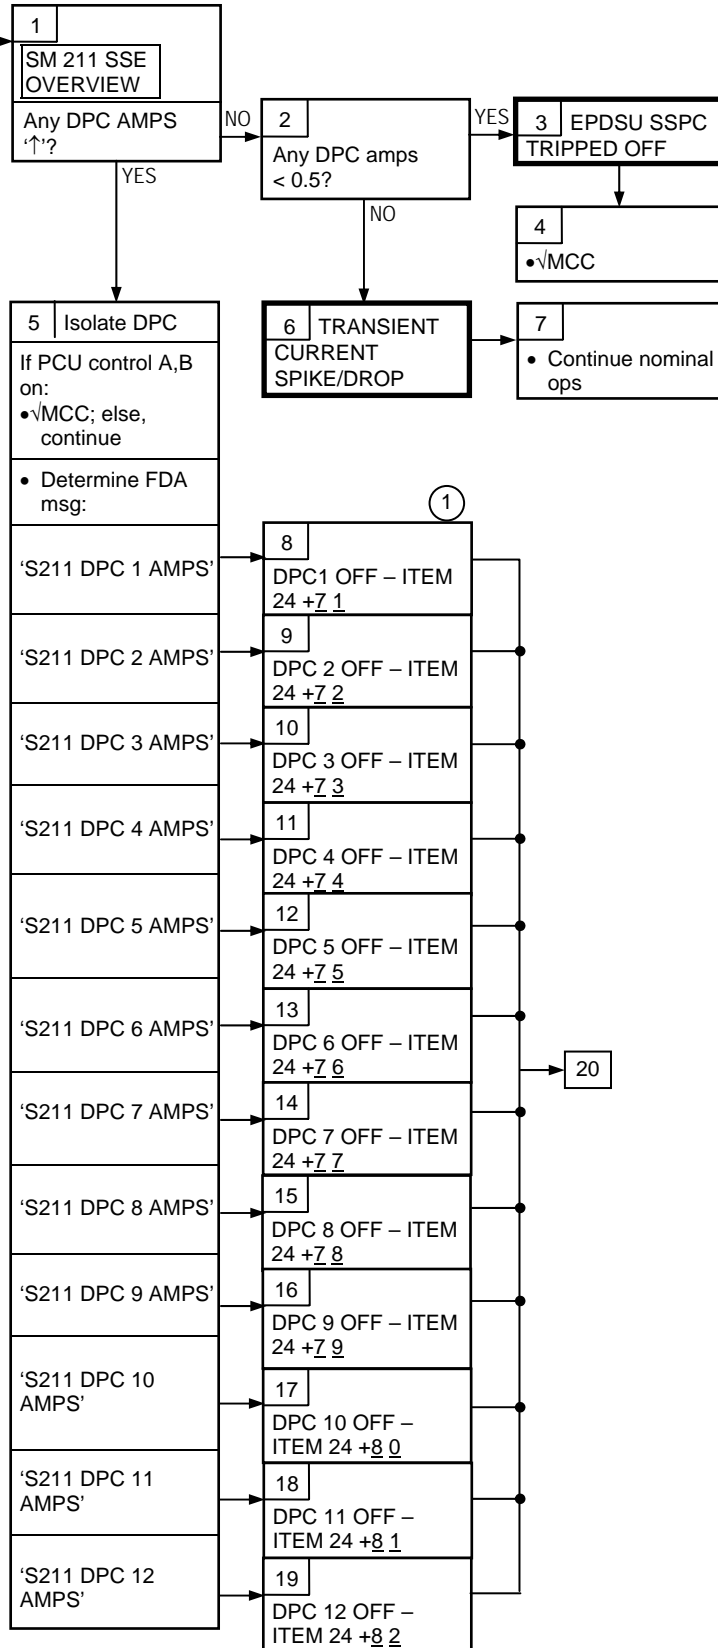 1
SM 211 SSE
OVERVIEW
Any DPC AMPS
‘↑’?
NO
YES
2
Any DPC amps
< 0.5?
YES
NO
3 EPDSU SSPC
TRIPPED OFF
4
•√MCC
5 Isolate DPC
If PCU control A,B
on:
•√MCC; else,
continue
• Determine FDA
msg:
6 TRANSIENT
CURRENT
SPIKE/DROP
7
• Continue nominal
ops
1
‘S211 DPC 1 AMPS’
8
DPC1 OFF – ITEM
24 +7 1
‘S211 DPC 2 AMPS’
9
DPC 2 OFF – ITEM
24 +7 2
‘S211 DPC 3 AMPS’
10
DPC 3 OFF – ITEM
24 +7 3
‘S211 DPC 4 AMPS’
11
DPC 4 OFF – ITEM
24 +7 4
‘S211 DPC 5 AMPS’
12
DPC 5 OFF – ITEM
24 +7 5
‘S211 DPC 6 AMPS’
13
DPC 6 OFF – ITEM
24 +7 6
20
‘S211 DPC 7 AMPS’
14
DPC 7 OFF – ITEM
24 +7 7
‘S211 DPC 8 AMPS’
15
DPC 8 OFF – ITEM
24 +7 8
‘S211 DPC 9 AMPS’
16
DPC 9 OFF – ITEM
24 +7 9
‘S211 DPC 10
AMPS’
17
DPC 10 OFF –
ITEM 24 +8 0
‘S211 DPC 11
AMPS’
18
DPC 11 OFF –
ITEM 24 +8 1
‘S211 DPC 12
AMPS’
19
DPC 12 OFF –
ITEM 24 +8 2